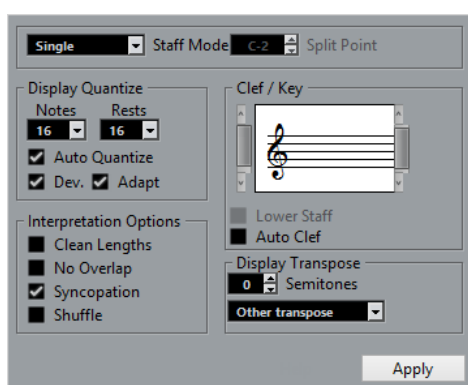 Single Staff Mode C-2 Split Point
Display Quantize
Notes Rests
16 16
Auto Quantize
Dev. Adapt
Interpretation Options
Clean Lengths
No Overlap
Syncopation
Shuffle
Clef / Key
Lower Staff
Auto Clef
Display Transpose
0 Semitones
Other transpose
Apply